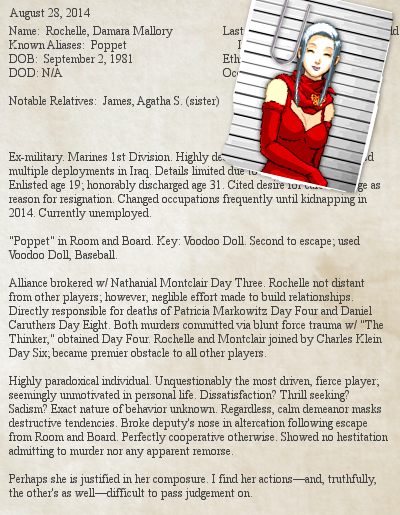 August 28, 2014
Name: Rochelle, Damara Mallory Last
Known Aliases: Poppet
DOB: September 2, 1981 Eth
DOD: N/A Occ
Notable Relatives: James, Agatha S. (sister)
Ex-military. Marines 1st Division. Highly de
multiple deployments in Iraq. Details limited due to
Enlisted age 19; honorably discharged age 31. Cited desire for as
reason for resignation. Changed occupations frequently until kidnapping in
2014. Currently unemployed.
"Poppet" in Room and Board. Key: Voodoo Doll. Second to escape; used
Voodoo Doll, Baseball.
Alliance brokered w/ Nathanial Montclair Day Three. Rochelle not distant
from other players; however, neglible effort made to build relationships.
Directly responsible for deaths of Patricia Markowitz Day Four and Daniel
Caruthers Day Eight. Both murders committed via blunt force trauma w/ "The
Thinker," obtained Day Four. Rochelle and Montclair joined by Charles Klein
Day Six; became premier obstacle to all other players.
Highly paradoxical individual. Unquestionably the most driven, fierce player;
seemingly unmotivated in personal life. Dissatisfaction? Thrill seeking?
Sadism? Exact nature of behavior unknown. Regardless, calm demeanor masks
destructive tendencies. Broke deputy's nose in altercation following escape
from Room and Board. Perfectly cooperative otherwise. Showed no hestitation
admitting to murder nor any apparent remorse.
Perhaps she is justified in her composure. I find her actions—and, truthfully,
the other's as well—difficult to pass judgement on.